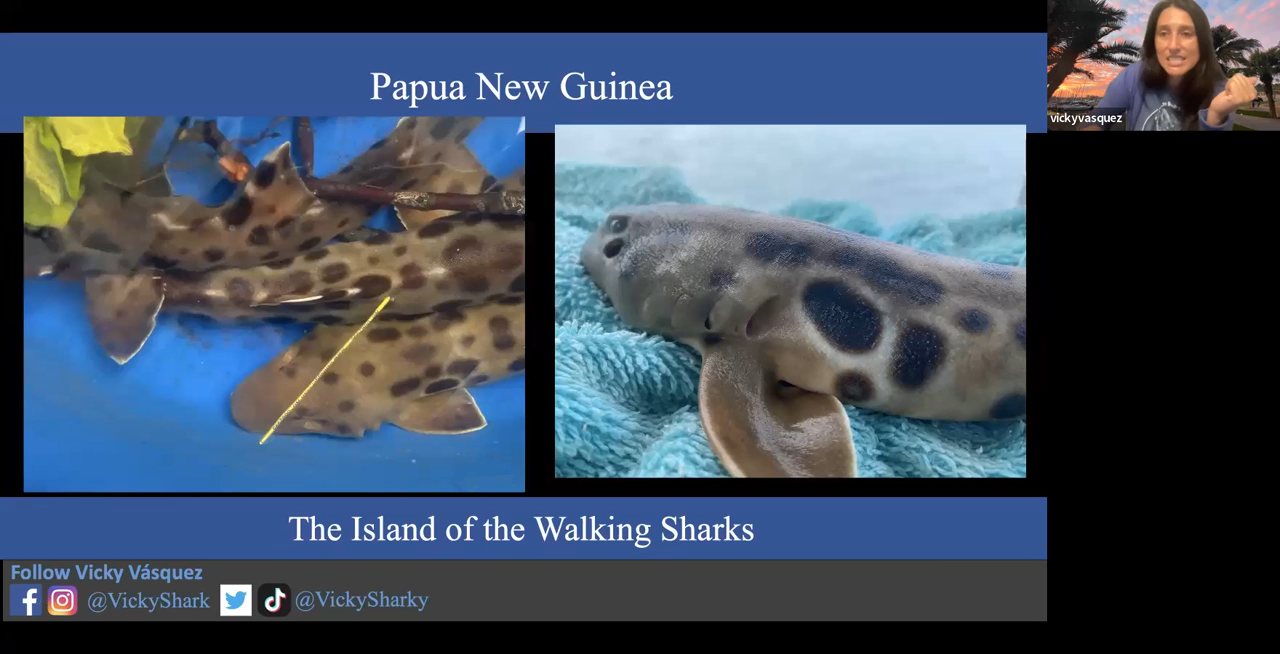 Papua New Guinea
vickyvasquez
The Island of the Walking Sharks
Follow Vicky Vásquez
@VickyShark @VickySharky